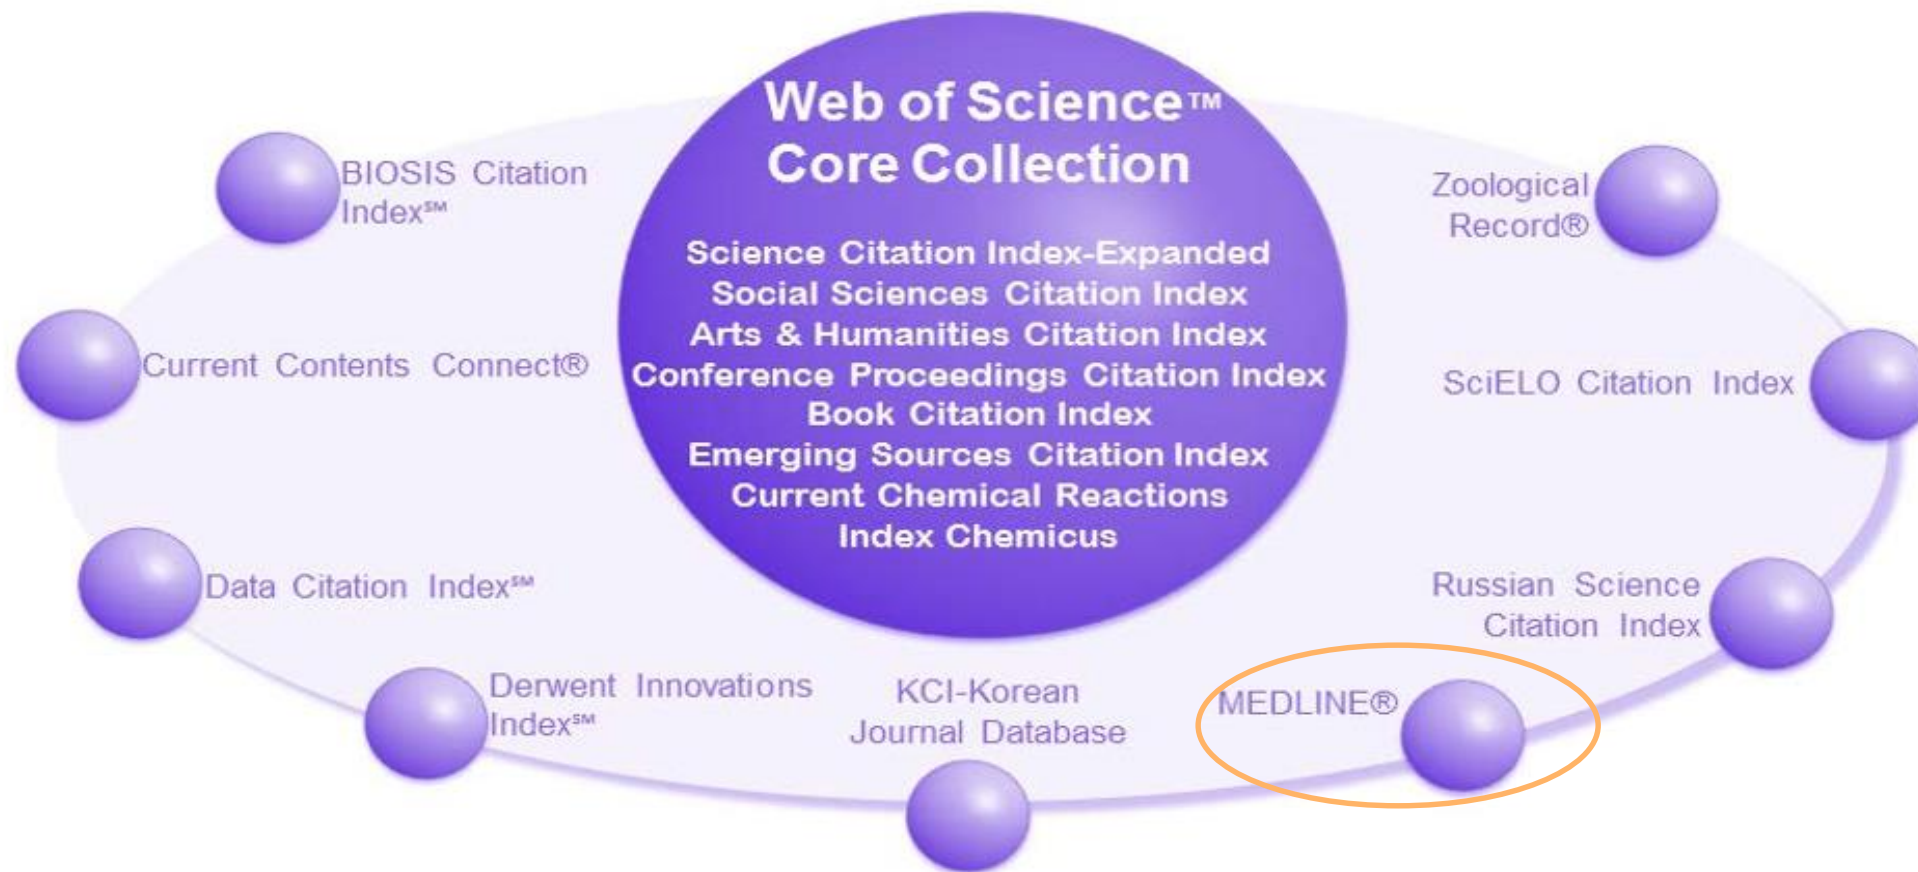 Web of Science™
Core Collection
Science Citation Index-Expanded
Social Sciences Citation Index
Arts & Humanities Citation Index
Conference Proceedings Citation Index
Book Citation Index
Emerging Sources Citation Index
Current Chemical Reactions
Index Chemicus
BIOSIS Citation
Index℠
Current Contents Connect®
Data Citation Index℠
Derwent Innovations
Index℠
KCI-Korean
Journal Database
MEDLINE®
Russian Science
Citation Index
SciELO Citation Index
Zoological
Record®